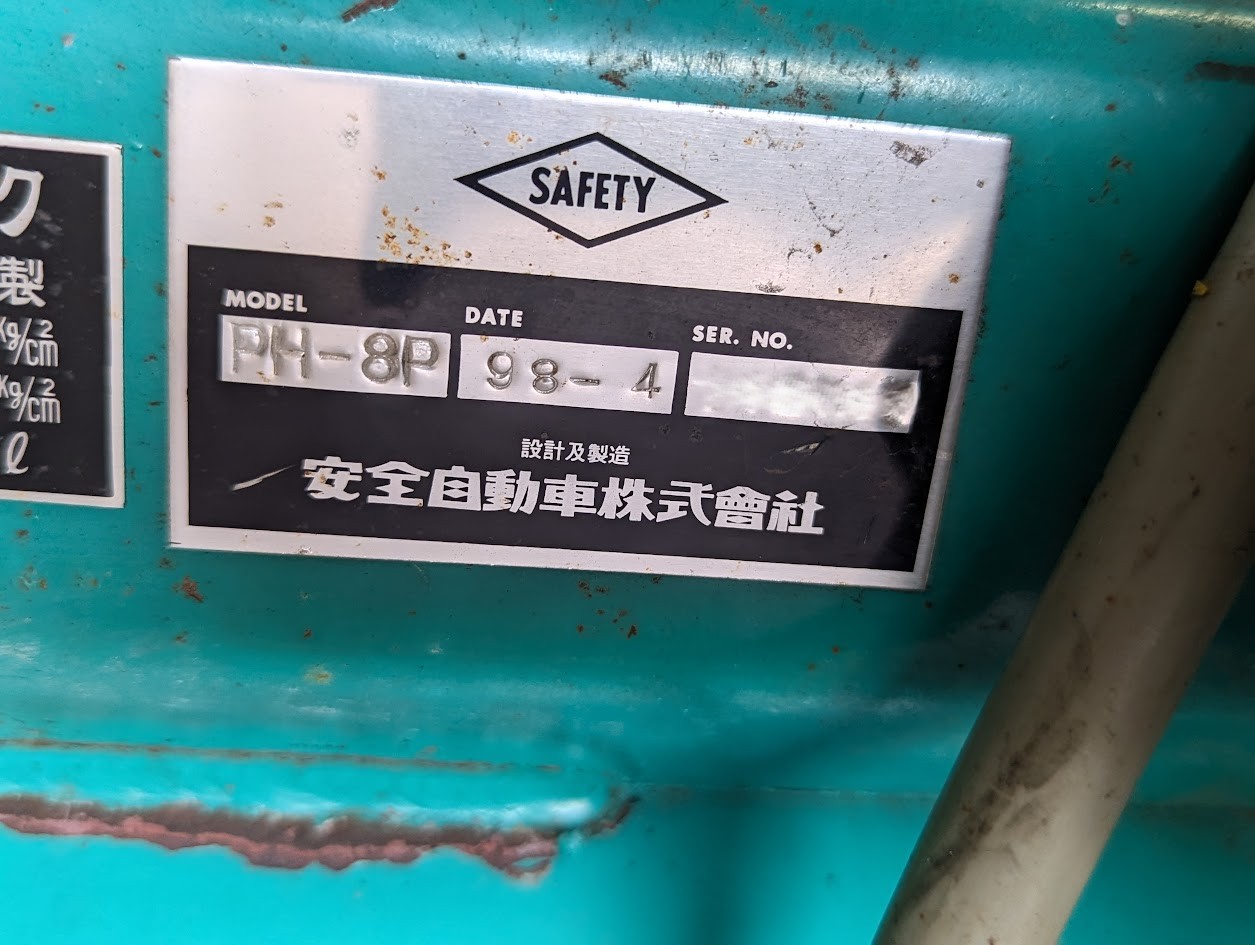 ク
製
Kg/cm2
Kg/cm2
ℓ
SAFETY
MODEL DATE SER. NO.
PH-8P 98-4
設計及製造
安全自動車株式會社